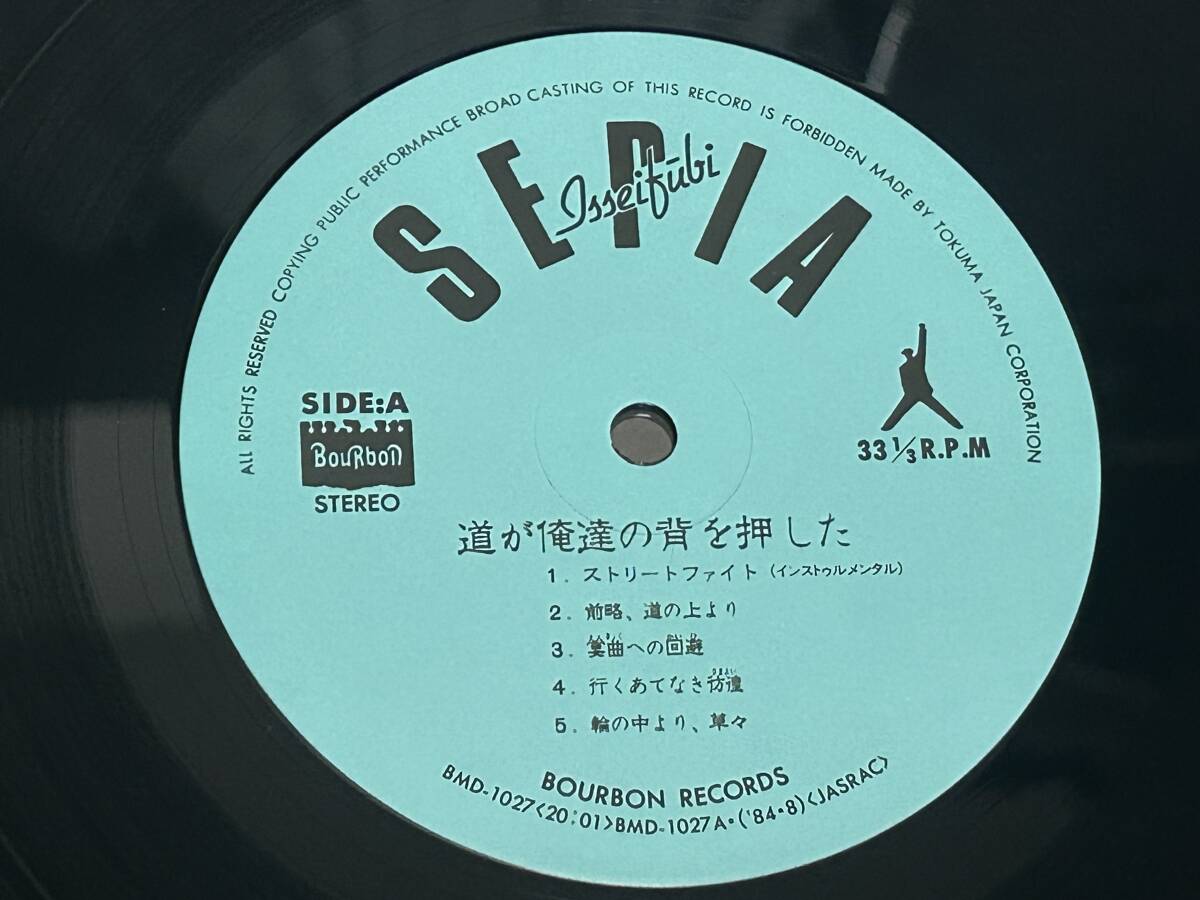 ALL RIGHTS RESERVED COPYING PUBLIC PERFORMANCE BROAD CASTING OF THIS RECORD IS FORBIDDEN MADE BY TOKUMA JAPAN CORPORATION
SEPIA
Isseifūbi
SIDE:A
BouRbon
STEREO
33 1/3 R.P.M
道が俺達の背を押した
1. ストリートファイト (インストゥルメンタル)
2. 前略、道の上より
3. 箜曲への回避
4. 行くあてなき彷徨
5. 輪の中より、草々
BOURBON RECORDS
BMD-1027<20:01>BMD-1027A・('84・8)<JASRAC>